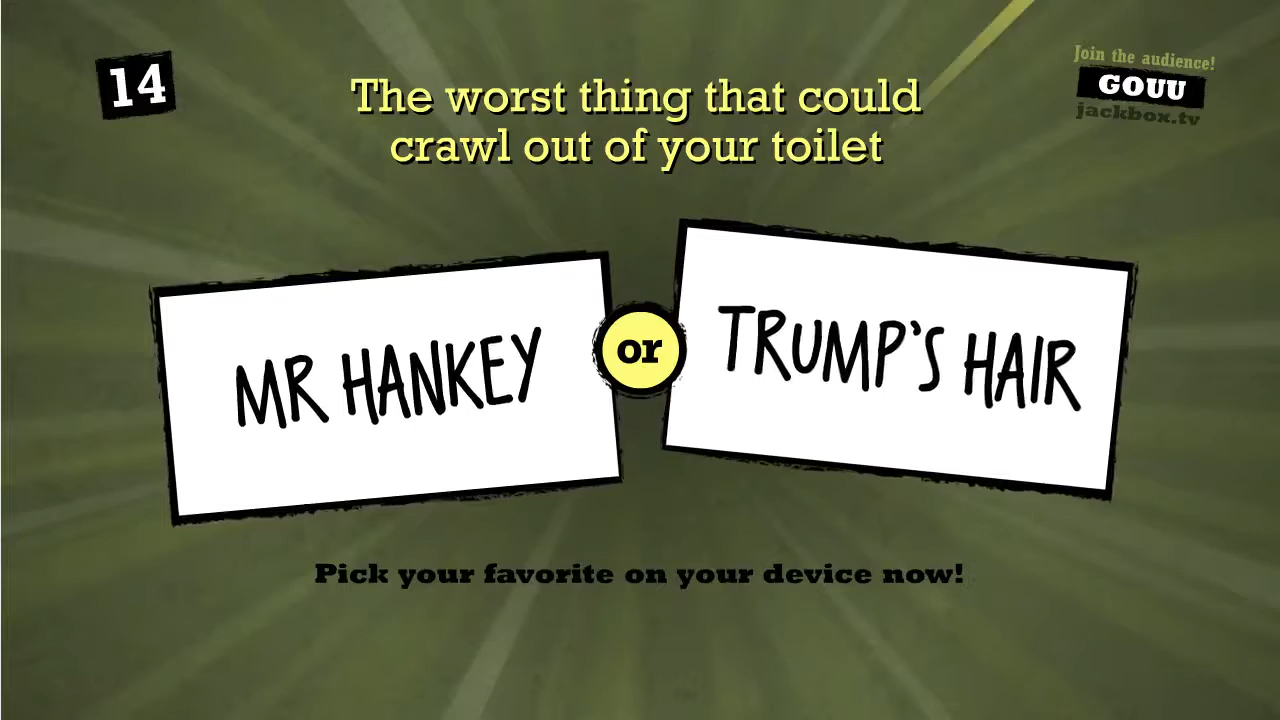 14
The worst thing that could
crawl out of your toilet
Join the audience!
GOUU
jackbox.tv
MR HANKEY
or
TRUMP'S HAIR
Pick your favorite on your device now!